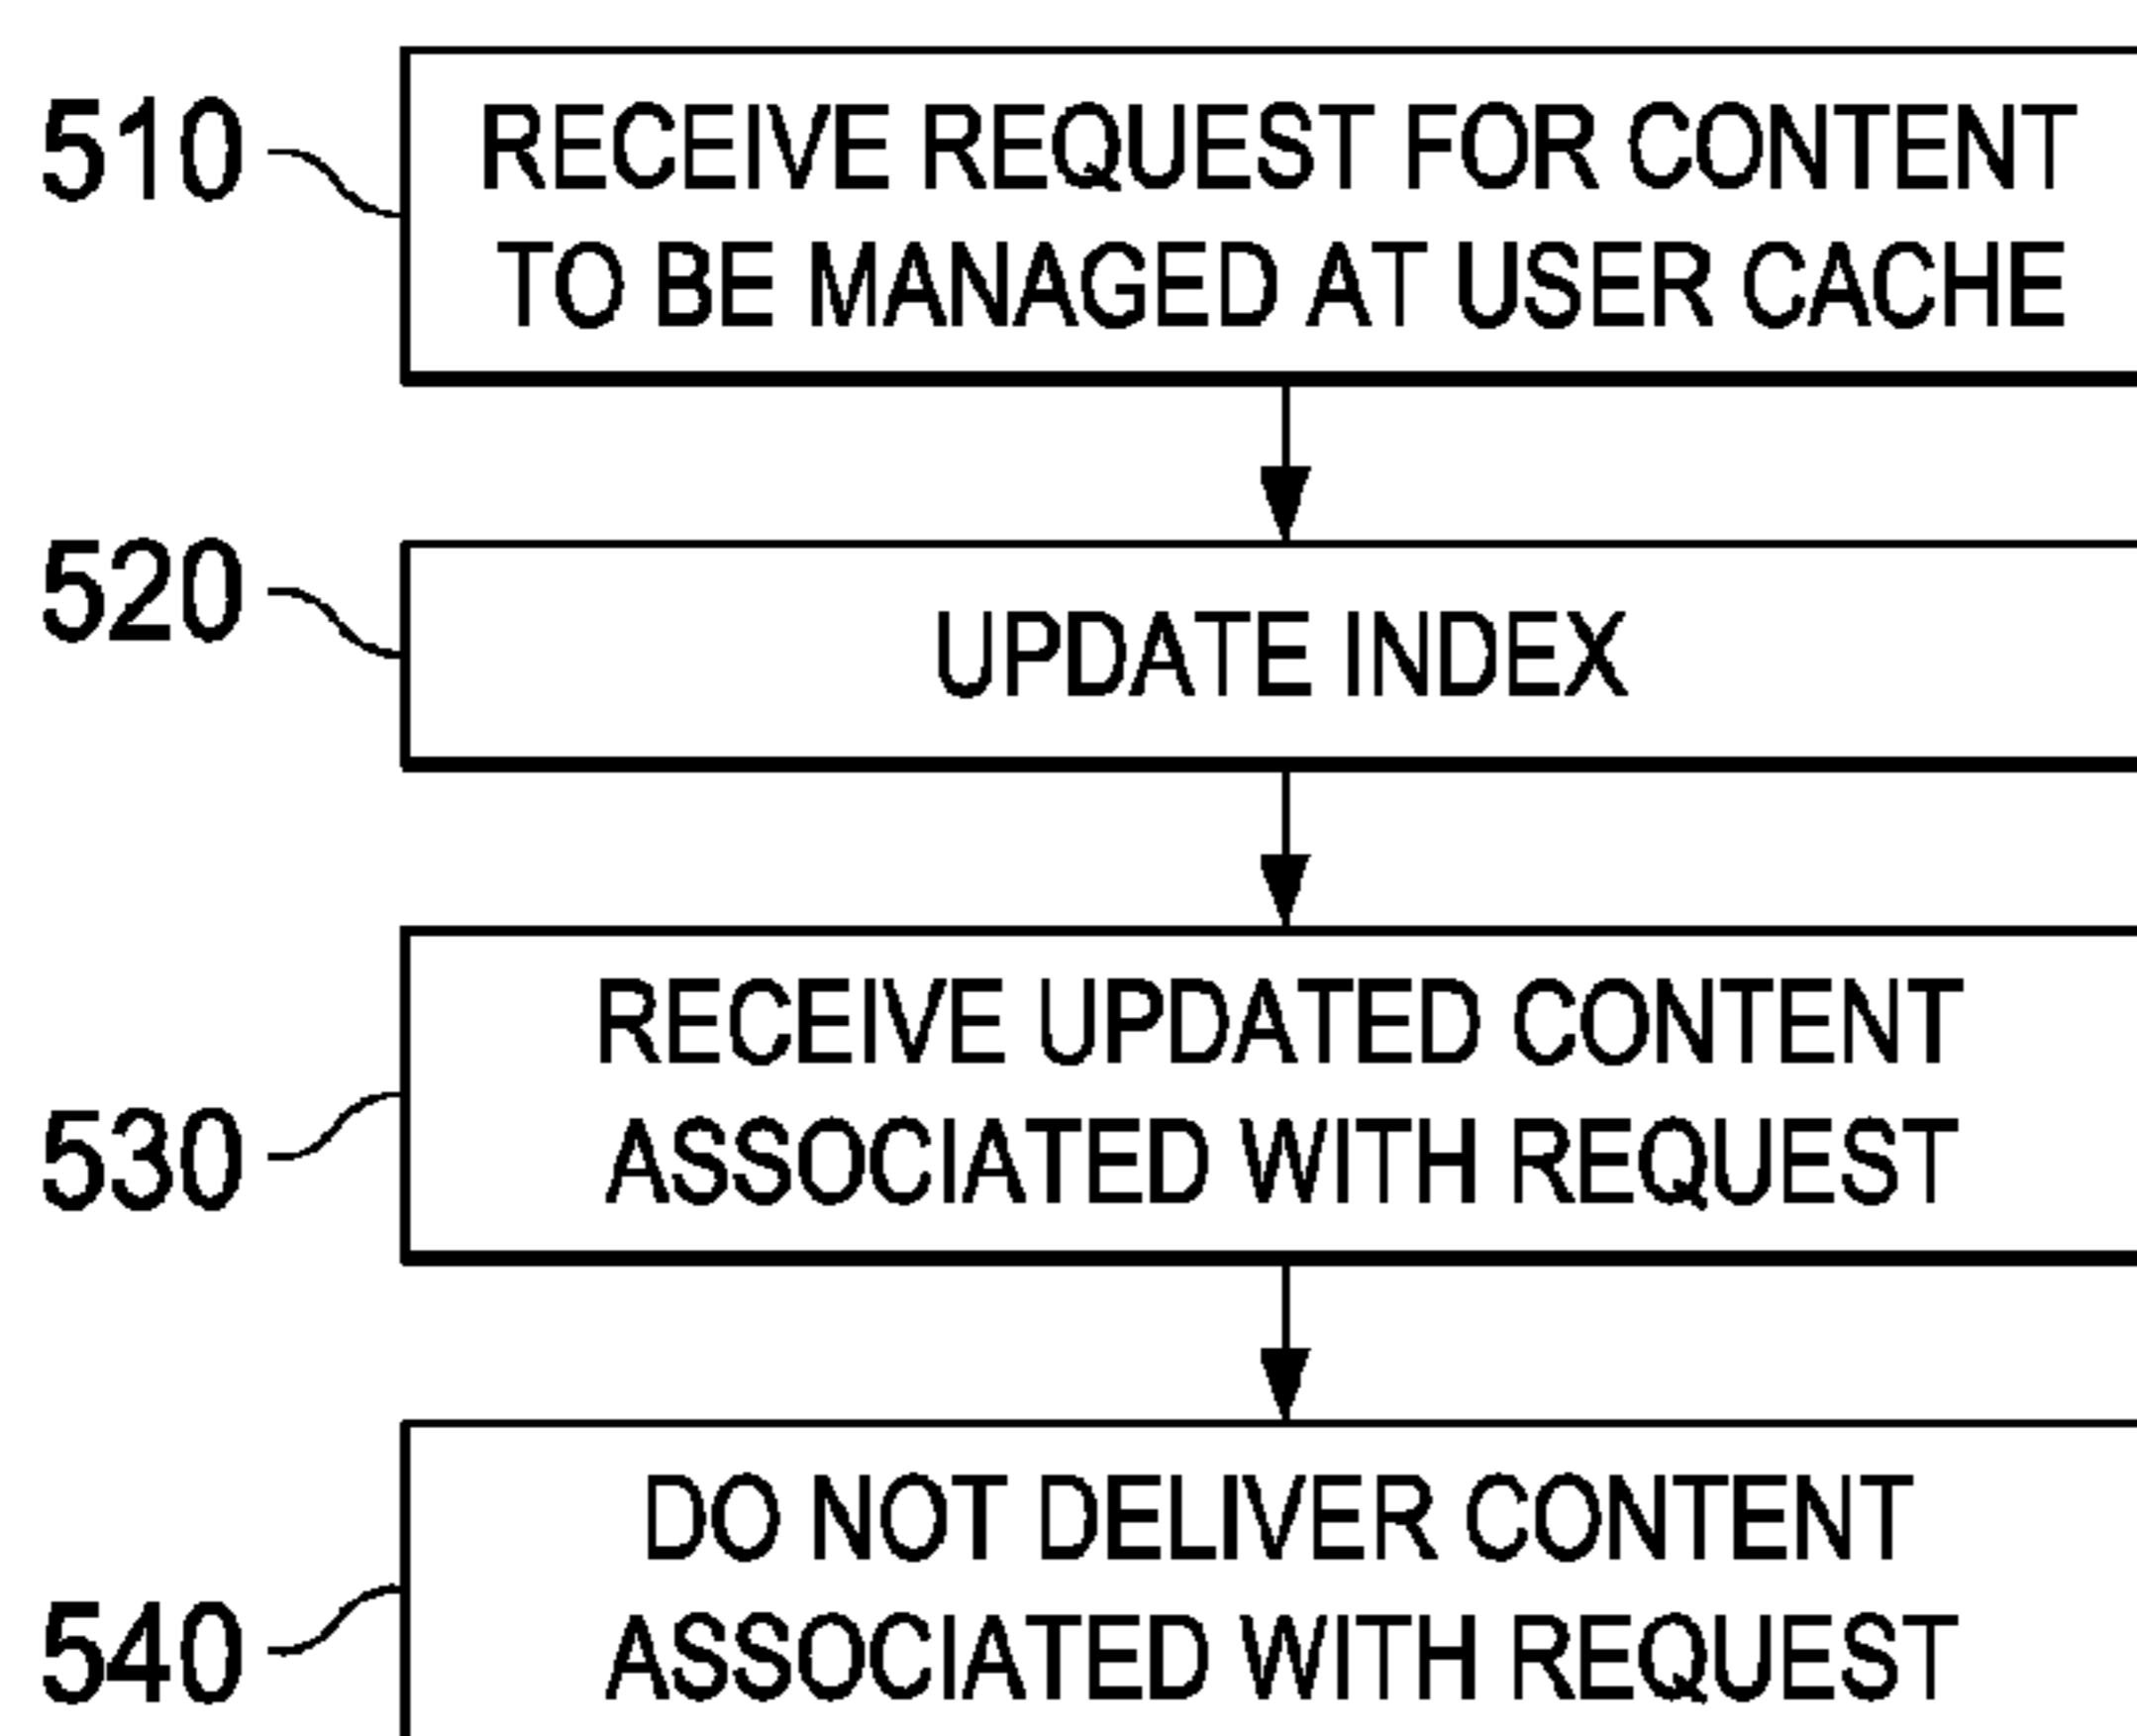 510
RECEIVE REQUEST FOR CONTENT
TO BE MANAGED AT USER CACHE
520
UPDATE INDEX
530
RECEIVE UPDATED CONTENT
ASSOCIATED WITH REQUEST
540
DO NOT DELIVER CONTENT
ASSOCIATED WITH REQUEST